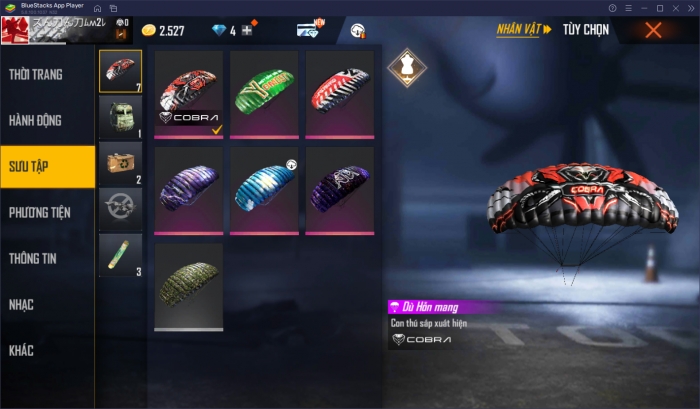 BlueStacks App Player
2.527
4
NEW
NHÂN VẬT
TÙY CHỌN
THỜI TRANG
7
HÀNH ĐỘNG
1
COBRA
SƯU TẬP
2
PHƯƠNG TIỆN
THÔNG TIN
3
NHẠC
KHÁC
COBRA
Dù Hổn mang
Con thú sắp xuất hiện
COBRA